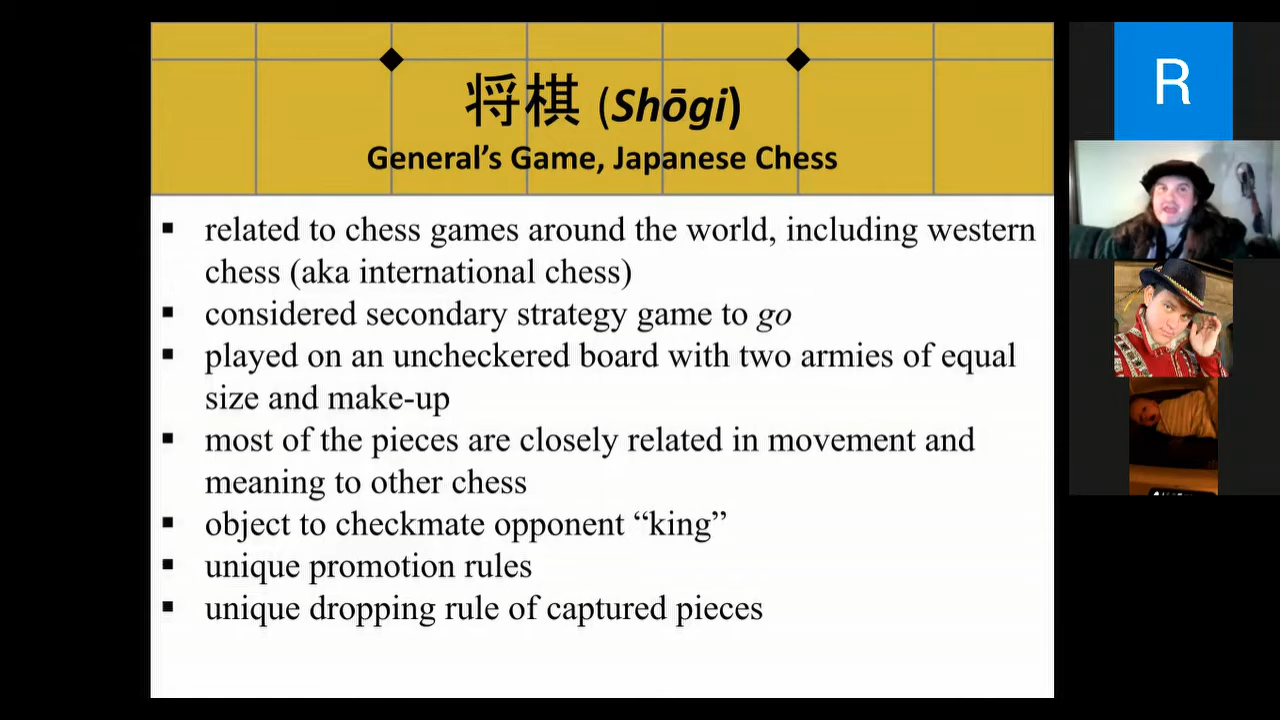 将棋 (Shōgi)
General’s Game, Japanese Chess
▪ related to chess games around the world, including western
chess (aka international chess)
▪ considered secondary strategy game to go
▪ played on an uncheckered board with two armies of equal
size and make-up
▪ most of the pieces are closely related in movement and
meaning to other chess
▪ object to checkmate opponent “king”
▪ unique promotion rules
▪ unique dropping rule of captured pieces
R